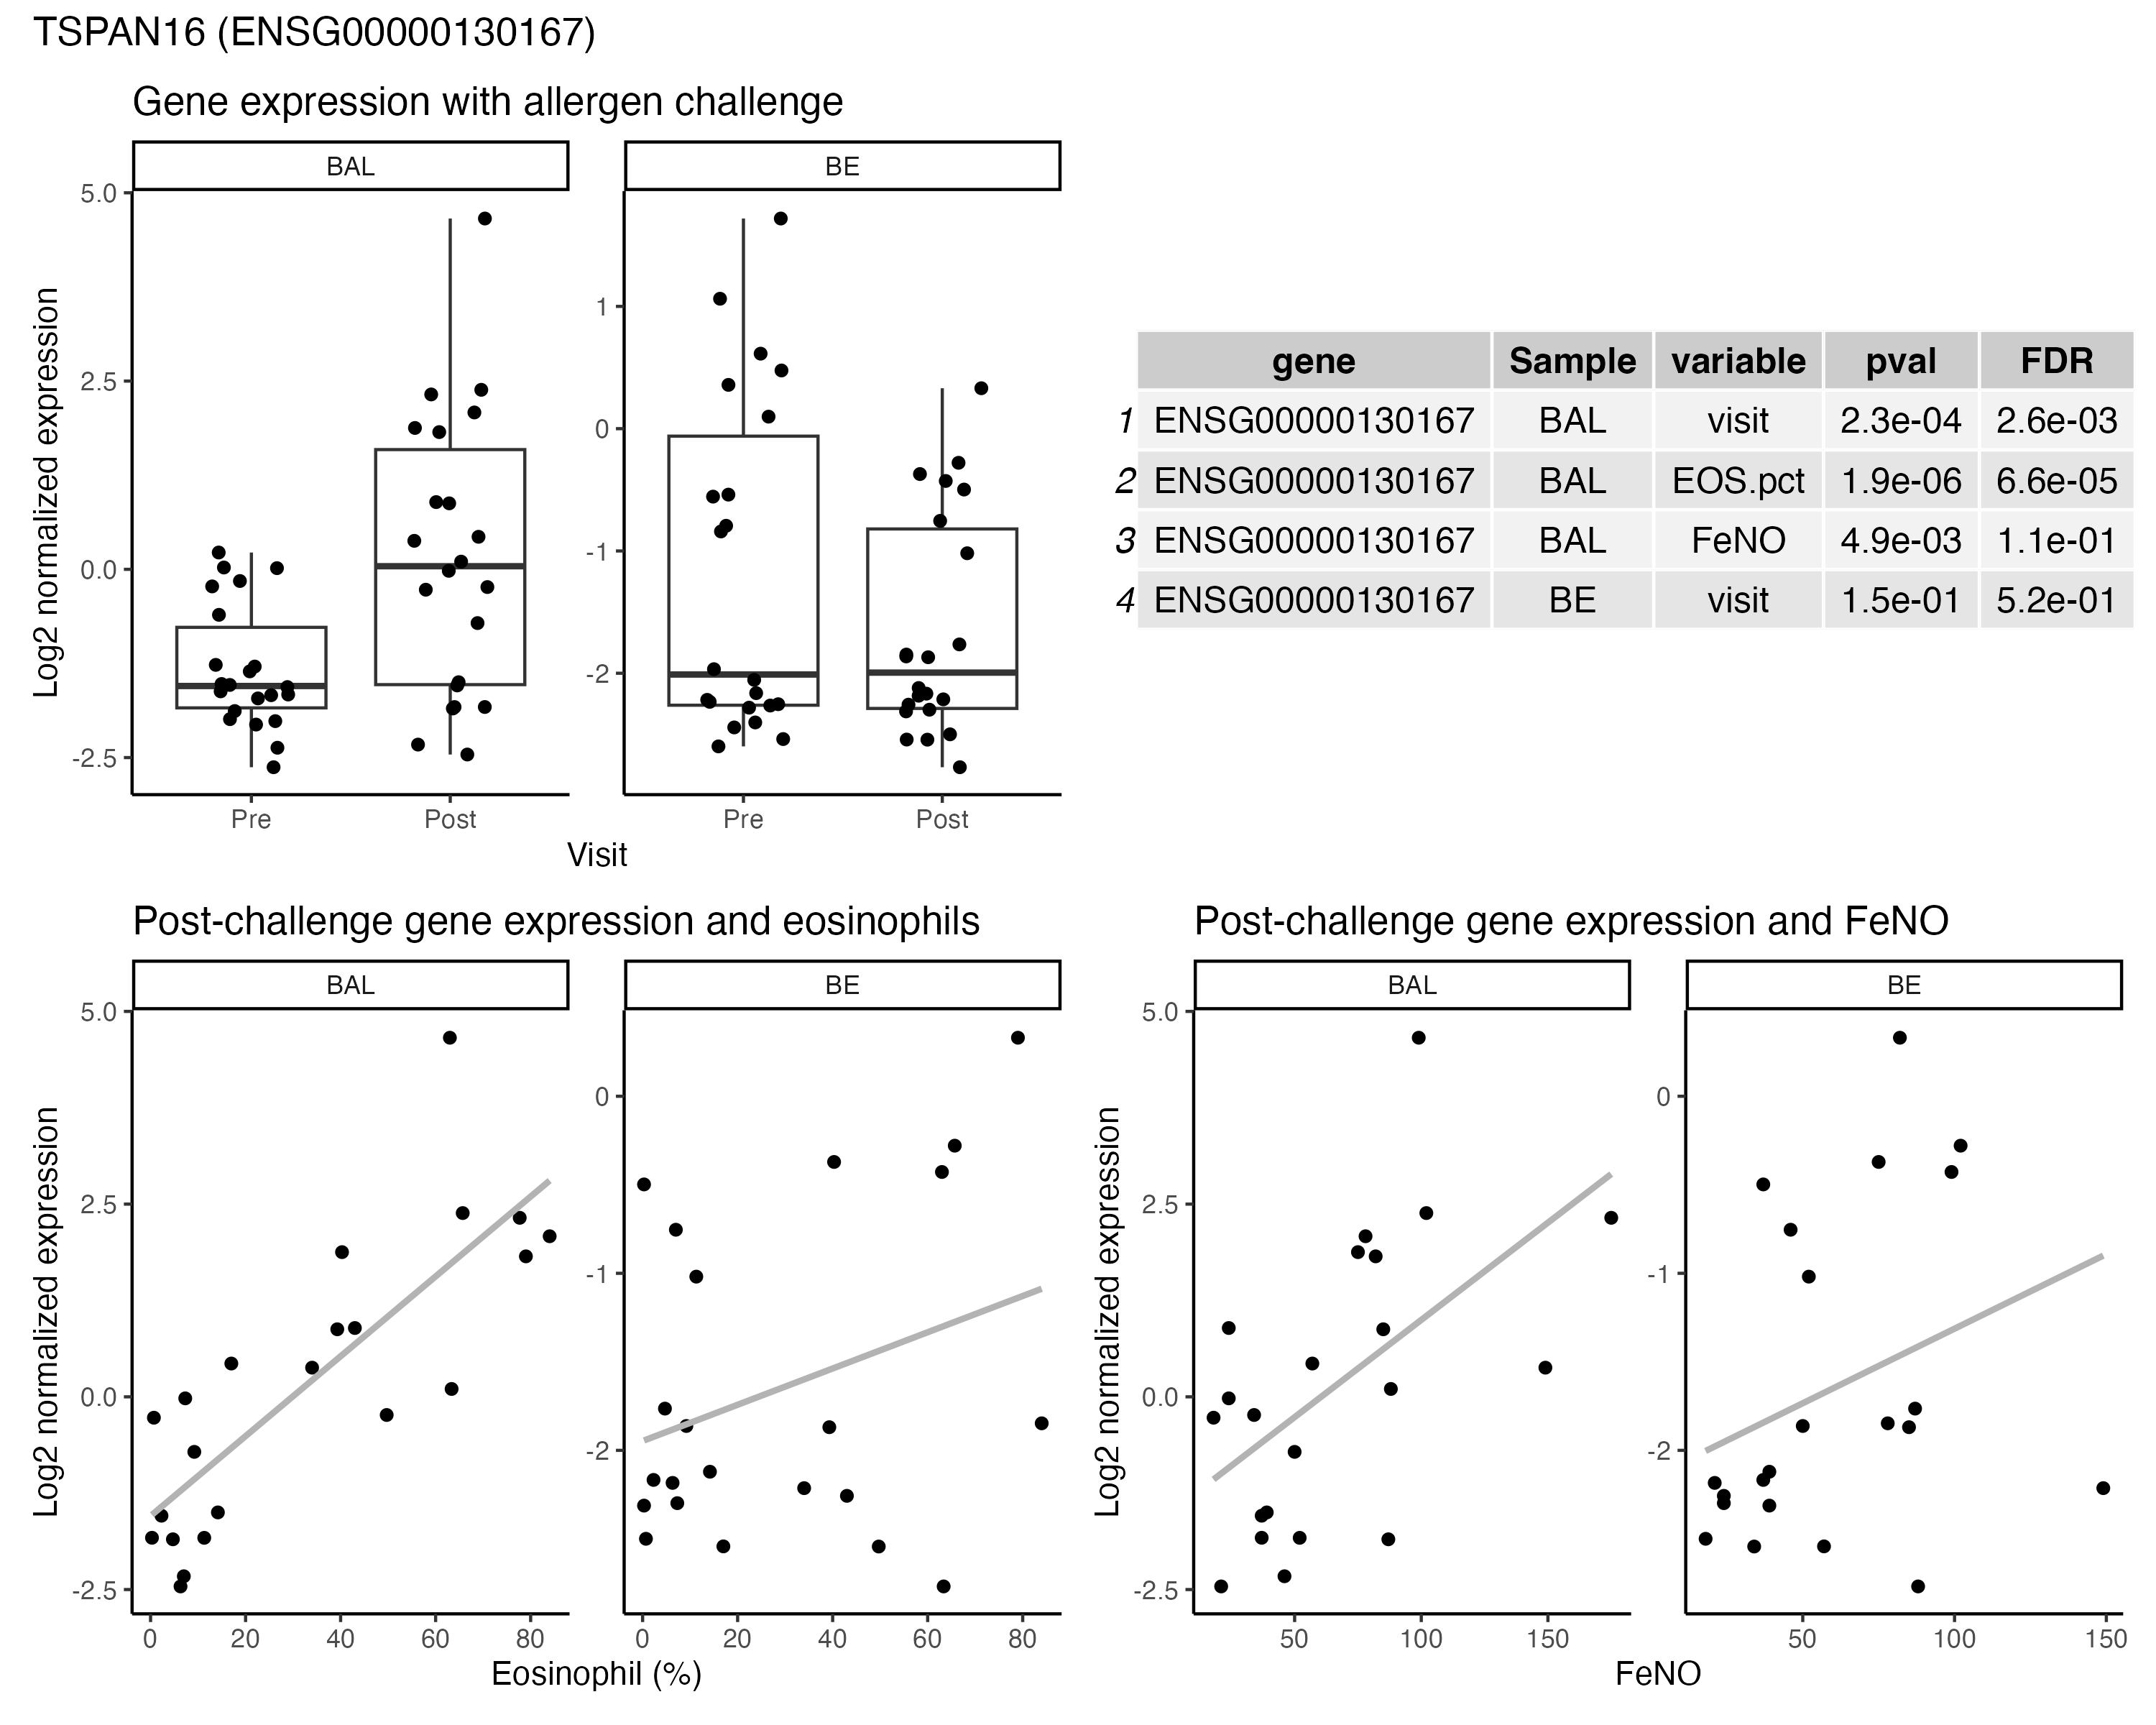 TSPAN16 (ENSG00000130167)
Gene expression with allergen challenge
BAL
BE
Log2 normalized expression
5.0
2.5
0.0
-2.5
1
0
-1
-2
Pre
Post
Pre
Post
Visit
gene Sample variable pval FDR
1 ENSG00000130167 BAL visit 2.3e-04 2.6e-03
2 ENSG00000130167 BAL EOS.pct 1.9e-06 6.6e-05
3 ENSG00000130167 BAL FeNO 4.9e-03 1.1e-01
4 ENSG00000130167 BE visit 1.5e-01 5.2e-01
Post-challenge gene expression and eosinophils
BAL
BE
Log2 normalized expression
5.0
2.5
0.0
-2.5
0
-1
-2
0 20 40 60 80
0 20 40 60 80
Eosinophil (%)
Post-challenge gene expression and FeNO
BAL
BE
Log2 normalized expression
5.0
2.5
0.0
-2.5
0
-1
-2
50 100 150
50 100 150
FeNO